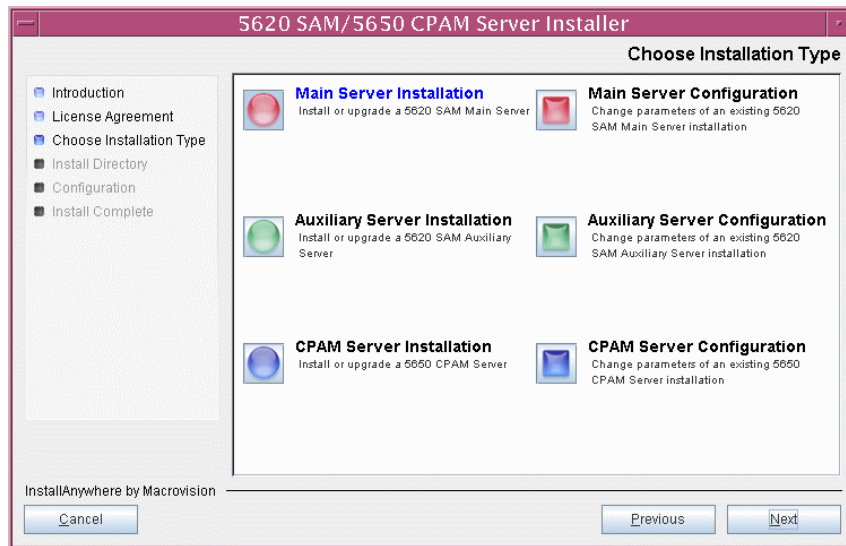 5620 SAM/5650 CPAM Server Installer
Choose Installation Type
Introduction
License Agreement
Choose Installation Type
Install Directory
Configuration
Install Complete
Main Server Installation
Install or upgrade a 5620 SAM Main Server
Main Server Configuration
Change parameters of an existing 5620
SAM Main Server installation
Auxiliary Server Installation
Install or upgrade a 5620 SAM Auxiliary
Server
Auxiliary Server Configuration
Change parameters of an existing 5620
SAM Auxiliary Server installation
CPAM Server Installation
Install or upgrade a 5650 CPAM Server
CPAM Server Configuration
Change parameters of an existing 5650
CPAM Server installation
InstallAnywhere by Macrovision
Cancel
Previous
Next